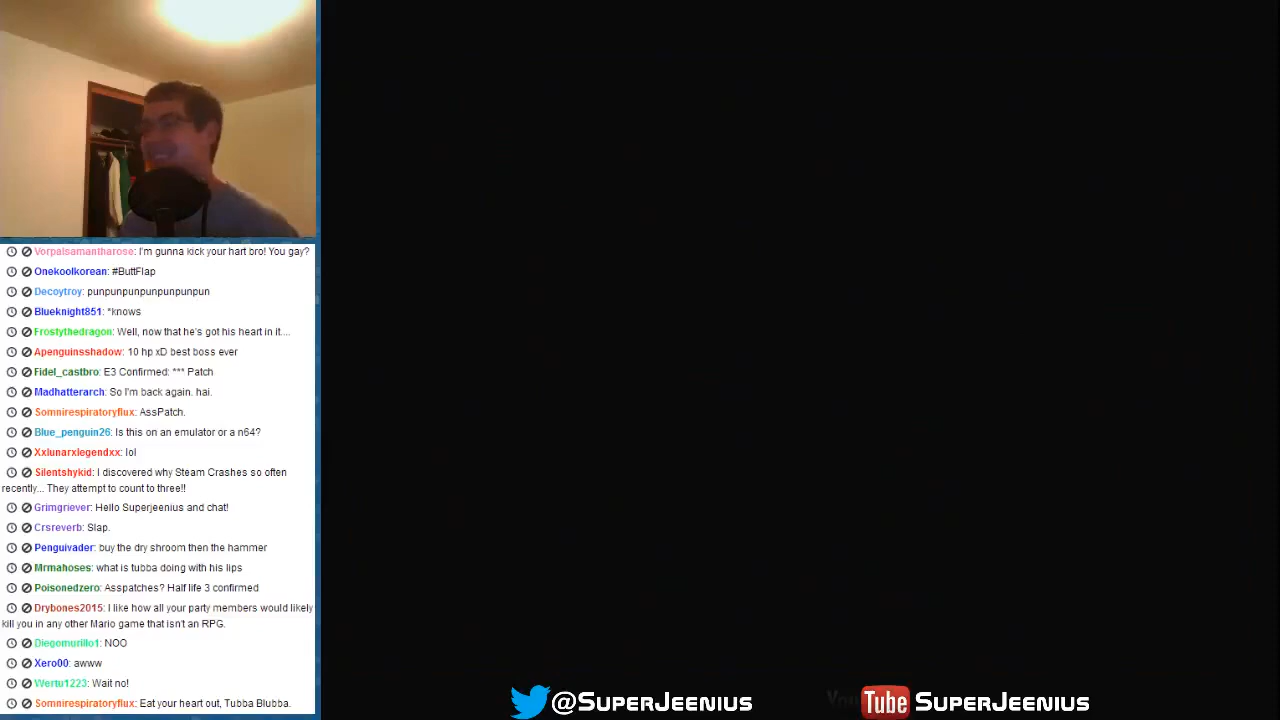 Vorpalsamantharose: I'm gunna kick your hart bro! You gay?
Onekoolkorean: #ButtFlap
Decoytroy: punpunpunpunpunpunpun
Blueknight851: *knows
Frostythedragon: Well, now that he's got his heart in it....
Apenguinsshadow: 10 hp xD best boss ever
Fidel_castbro: E3 Confirmed: *** Patch
Madhatterarch: So I'm back again. hai.
Somnirespiratoryflux: AssPatch.
Blue_penguin26: Is this on an emulator or a n64?
Xxlunarxlegendxx: lol
Silentshykid: I discovered why Steam Crashes so often
recently... They attempt to count to three!!
Grimgriever: Hello Superjeenius and chat!
Crsreverb: Slap.
Penguivader: buy the dry shroom then the hammer
Mrmahoses: what is tubba doing with his lips
Poisonedzero: Asspatches? Half life 3 confirmed
Drybones2015: I like how all your party members would likely
kill you in any other Mario game that isn't an RPG.
Diegomurillo1: NOO
Xero00: awww
Wertu1223: Wait no!
Somnirespiratoryflux: Eat your heart out, Tubba Blubba.
@SuperJeenius
YouTube SuperJeenius